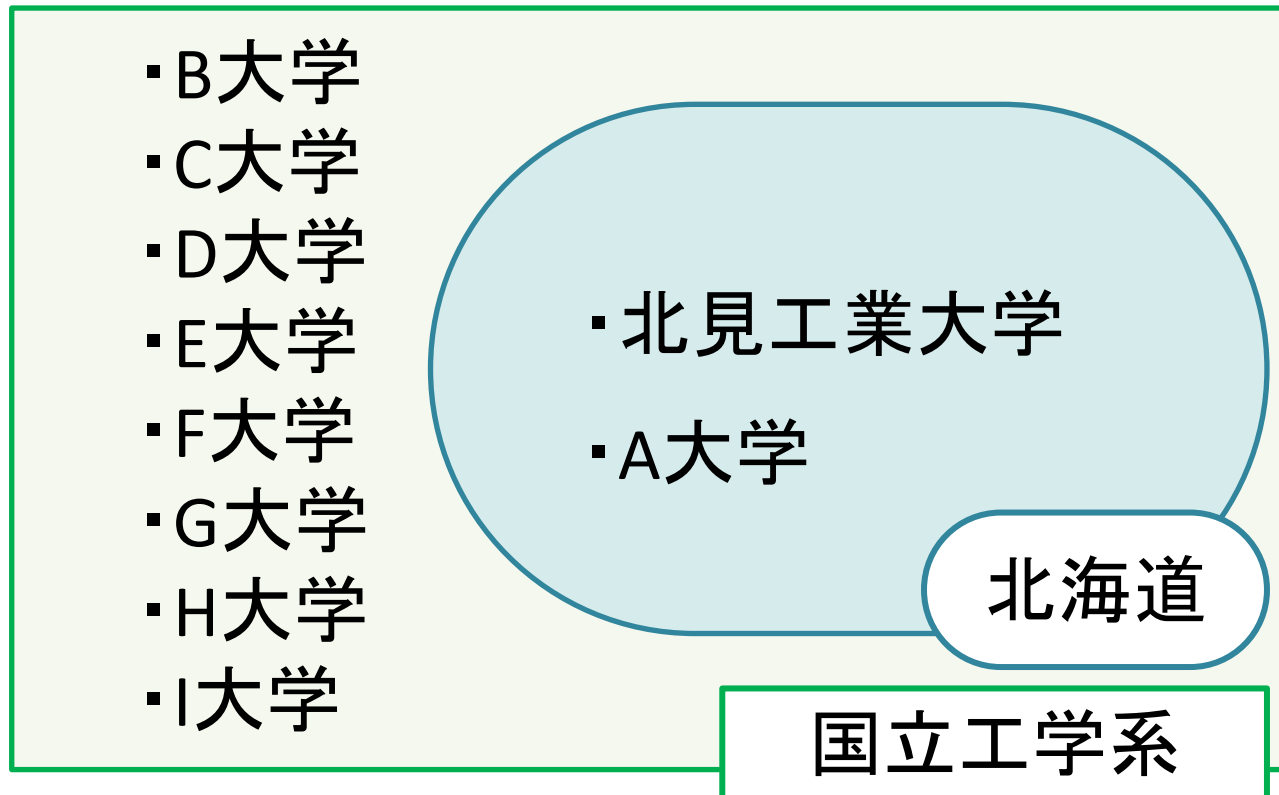 ▪B大学
▪C大学
▪D大学
▪E大学
▪F大学
▪G大学
▪H大学
▪I大学
▪北見工業大学
▪A大学
北海道
国立工学系